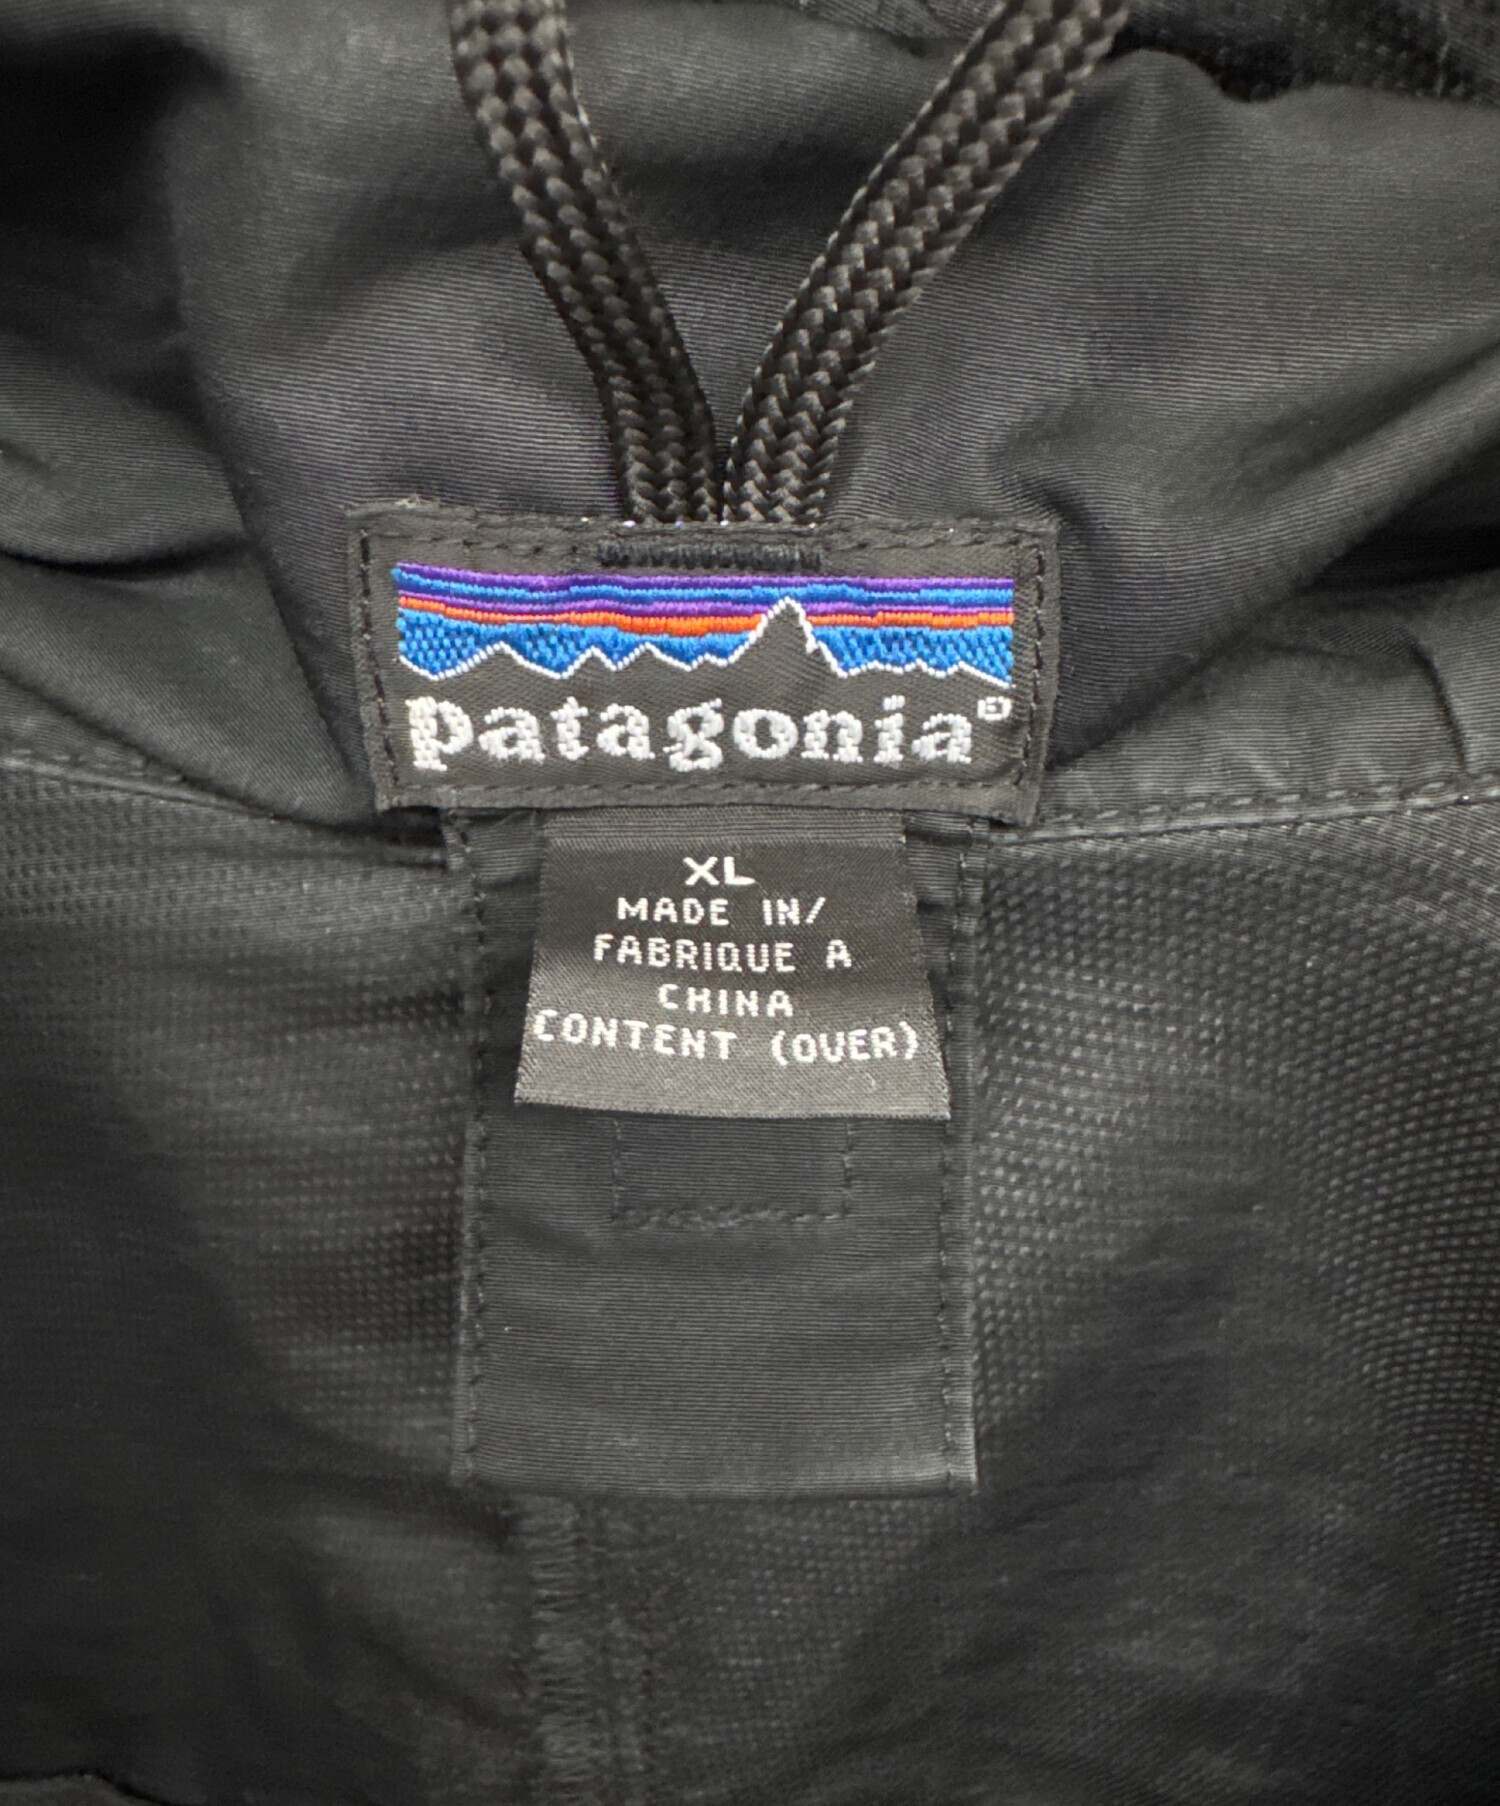 patagonia®
XL
MADE IN/
FABRIQUE A
CHINA
CONTENT (OVER)